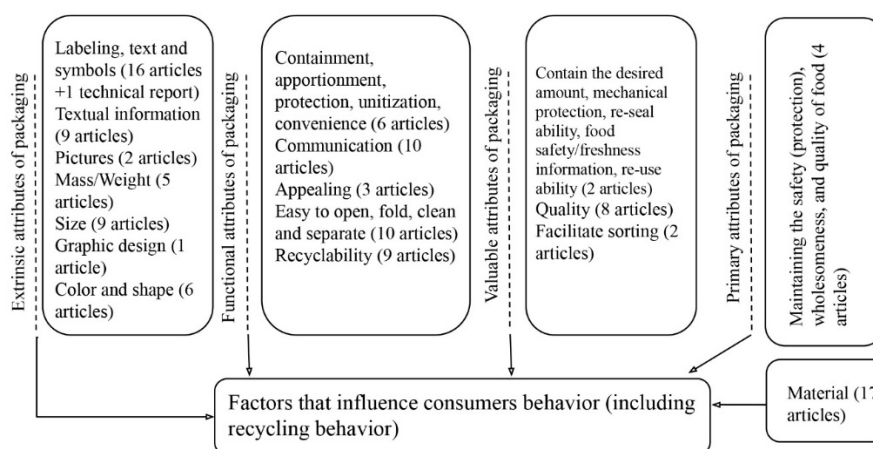 Extrinsic attributes of packaging
Labeling, text and
symbols (16 articles
+1 technical report)
Textual information
(9 articles)
Pictures (2 articles)
Mass/Weight (5
articles)
Size (9 articles)
Graphic design (1
article)
Color and shape (6
articles)
Functional attributes of packaging
Containment,
apportionment,
protection, unitization,
convenience (6 articles)
Communication (10
articles)
Appealing (3 articles)
Easy to open, fold, clean
and separate (10 articles)
Recyclability (9 articles)
Valuable attributes of packaging
Contain the desired
amount, mechanical
protection, re-seal
ability, food
safety/freshness
information, re-use
ability (2 articles)
Quality (8 articles)
Facilitate sorting (2
articles)
Primary attributes of packaging
Maintaining the safety (protection),
wholesomeness, and quality of food (4
articles)
Material (17
articles)
Factors that influence consumers behavior (including
recycling behavior)